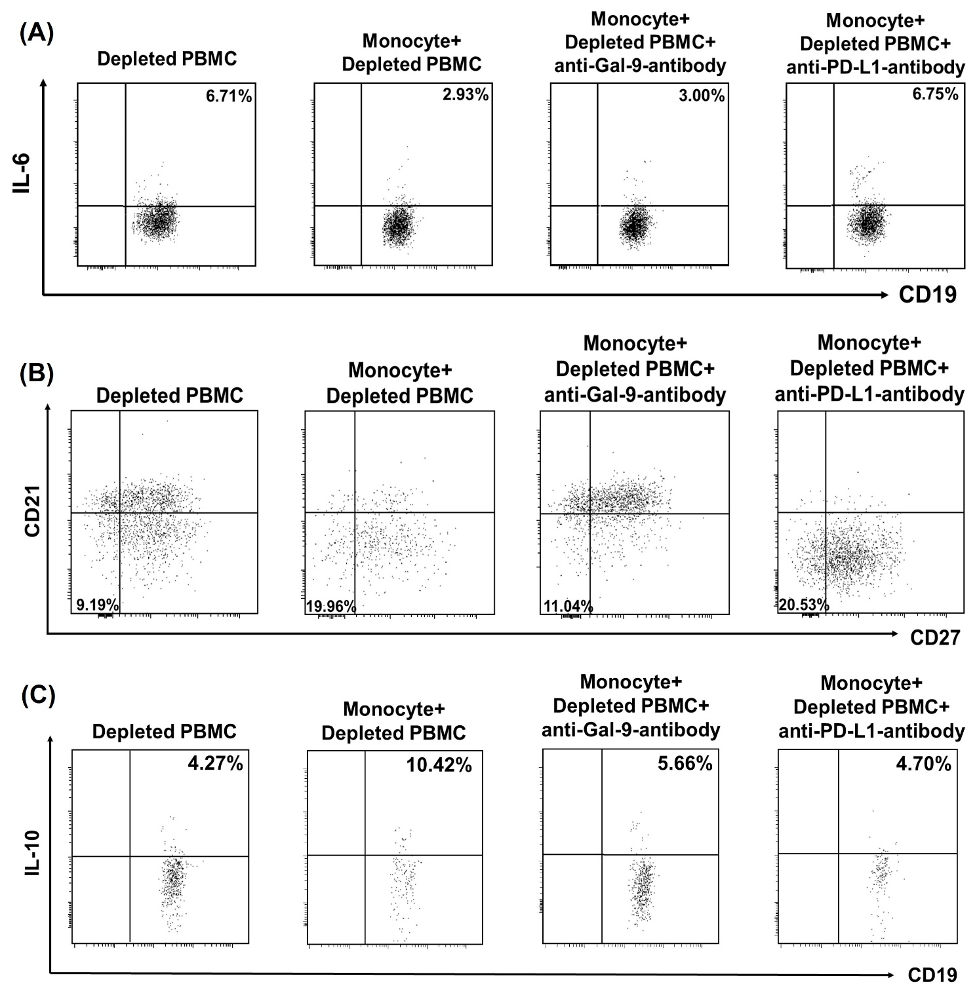 (A)
Depleted PBMC
Monocyte+
Depleted PBMC
Monocyte+
Depleted PBMC+
anti-Gal-9-antibody
Monocyte+
Depleted PBMC+
anti-PD-L1-antibody
IL-6
6.71%
2.93%
3.00%
6.75%
CD19
(B)
Depleted PBMC
Monocyte+
Depleted PBMC
Monocyte+
Depleted PBMC+
anti-Gal-9-antibody
Monocyte+
Depleted PBMC+
anti-PD-L1-antibody
CD21
9.19%
19.96%
11.04%
20.53%
CD27
(C)
Depleted PBMC
Monocyte+
Depleted PBMC
Monocyte+
Depleted PBMC+
anti-Gal-9-antibody
Monocyte+
Depleted PBMC+
anti-PD-L1-antibody
IL-10
4.27%
10.42%
5.66%
4.70%
CD19